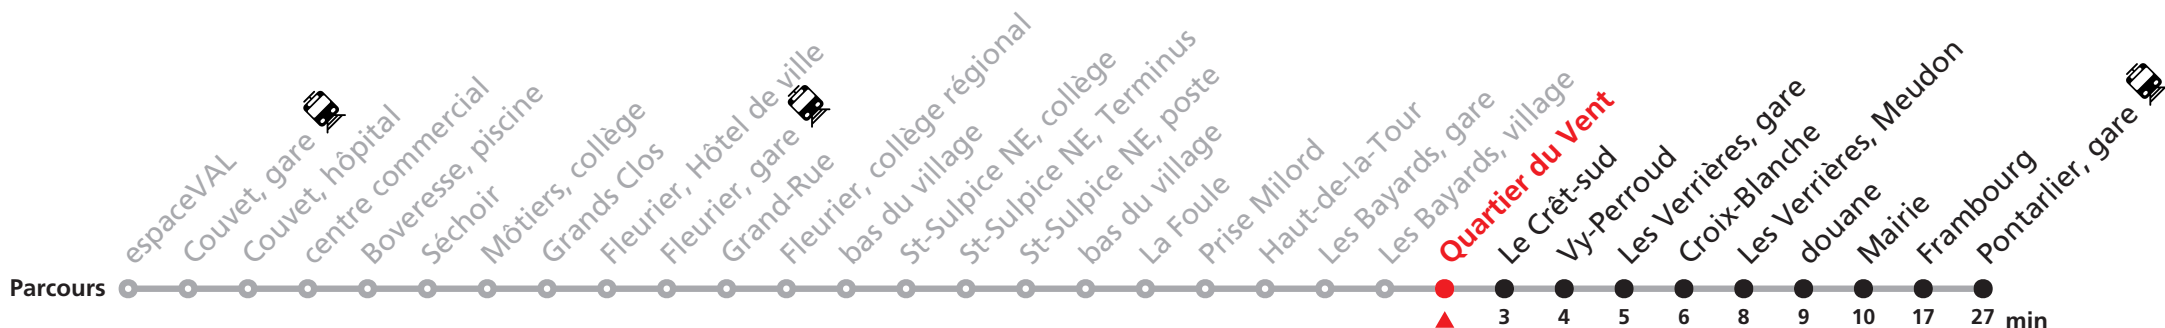 espaceVAL
Couvet, gare
Couvet, hôpital
centre commercial
Boveresse, piscine
Séchoir
Môtiers, collège
Grands Clos
Fleurier, Hôtel de ville
Fleurier, gare
Grand-Rue
Fleurier, collège régional
bas du village
St-Sulpice NE, collège
St-Sulpice NE, Terminus
St-Sulpice NE, poste
bas du village
La Foule
Prise Milord
Haut-de-la-Tour
Les Bayards, gare
Les Bayards, village
Quartier du Vent
Le Crêt-sud
Vy-Perroud
Les Verrières, gare
Croix-Blanche
Les Verrières, Meudon
douane
Mairie
Frambourg
Pontarlier, gare
Parcours
3 4 5 6 8 9 10 17 27 min